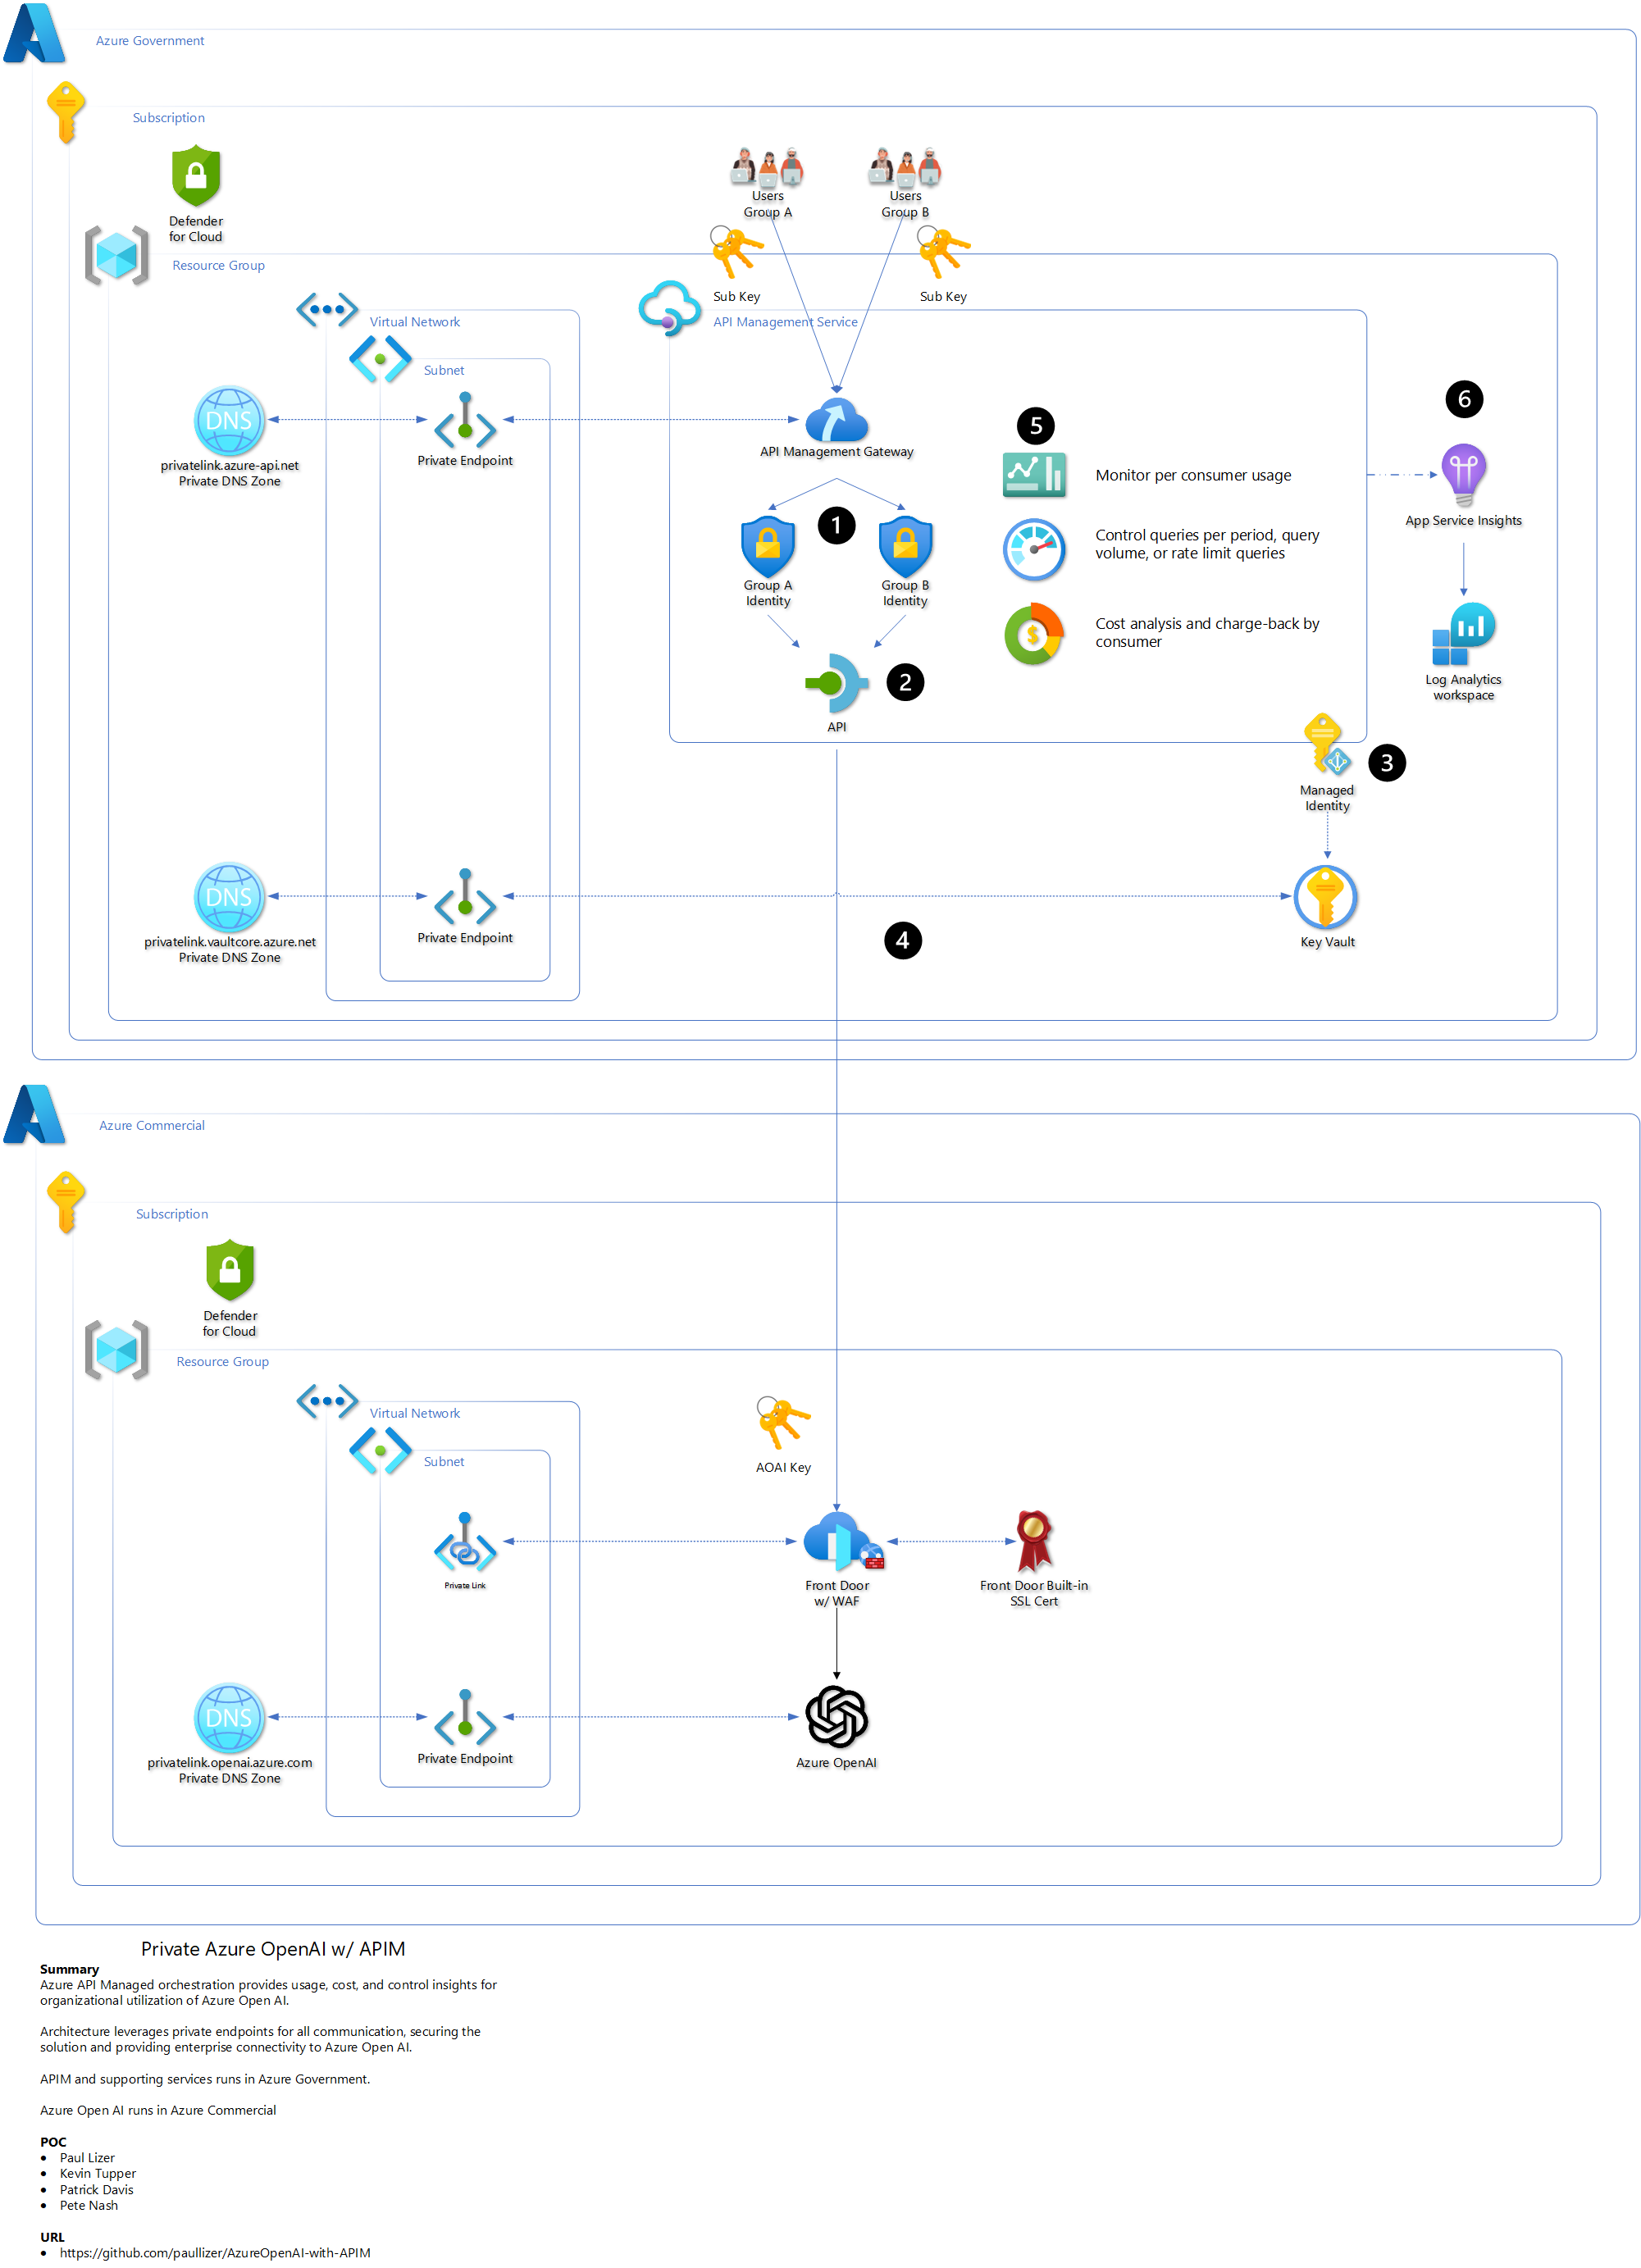 Azure Government
Subscription
Defender
for Cloud
Users
Group A
Users
Group B
Resource Group
Sub Key
Sub Key
Virtual Network
API Management Service
Subnet
DNS
privatelink.azure-api.net
Private DNS Zone
Private Endpoint
API Management Gateway
5
6
Monitor per consumer usage
App Service Insights
1
Control queries per period, query
volume, or rate limit queries
Group A
Identity
Group B
Identity
Cost analysis and charge-back by
consumer
2
API
Log Analytics
workspace
3
Managed
Identity
DNS
privatelink.vaultcore.azure.net
Private DNS Zone
Private Endpoint
4
Key Vault
Azure Commercial
Subscription
Defender
for Cloud
Resource Group
Virtual Network
Subnet
AOAI Key
Private Link
Front Door
w/ WAF
Front Door Built-in
SSL Cert
DNS
privatelink.openai.azure.com
Private DNS Zone
Private Endpoint
Azure OpenAI
Private Azure OpenAI w/ APIM
Summary
Azure API Managed orchestration provides usage, cost, and control insights for
organizational utilization of Azure Open AI.
Architecture leverages private endpoints for all communication, securing the
solution and providing enterprise connectivity to Azure Open AI.
APIM and supporting services runs in Azure Government.
Azure Open AI runs in Azure Commercial
POC
• Paul Lizer
• Kevin Tupper
• Patrick Davis
• Pete Nash
URL
• https://github.com/paullizer/AzureOpenAI-with-APIM